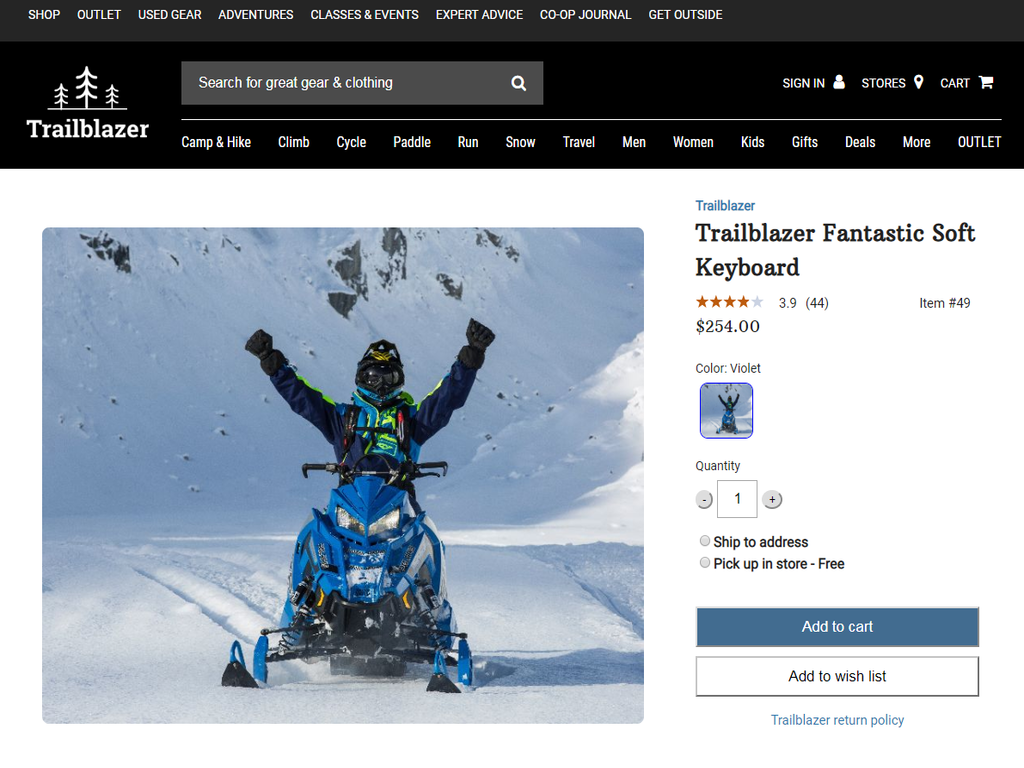 SHOP OUTLET USED GEAR ADVENTURES CLASSES & EVENTS EXPERT ADVICE CO-OP JOURNAL GET OUTSIDE
Trailblazer
Search for great gear & clothing
SIGN IN STORES CART
Camp & Hike Climb Cycle Paddle Run Snow Travel Men Women Kids Gifts Deals More OUTLET
Trailblazer
Trailblazer Fantastic Soft
Keyboard
3.9 (44) Item #49
$254.00
Color: Violet
Quantity
- 1 +
Ship to address
Pick up in store - Free
Add to cart
Add to wish list
Trailblazer return policy